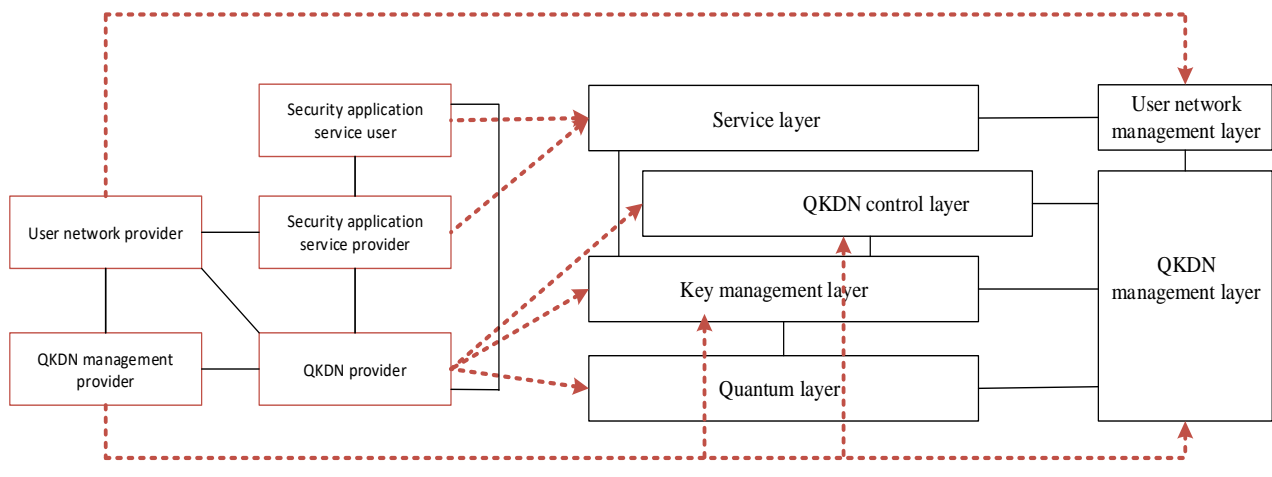 Security application
service user
Service layer
User network
management layer
User network provider
Security application
service provider
QKDN control layer
Key management layer
QKDN
management layer
QKDN management
provider
QKDN provider
Quantum layer